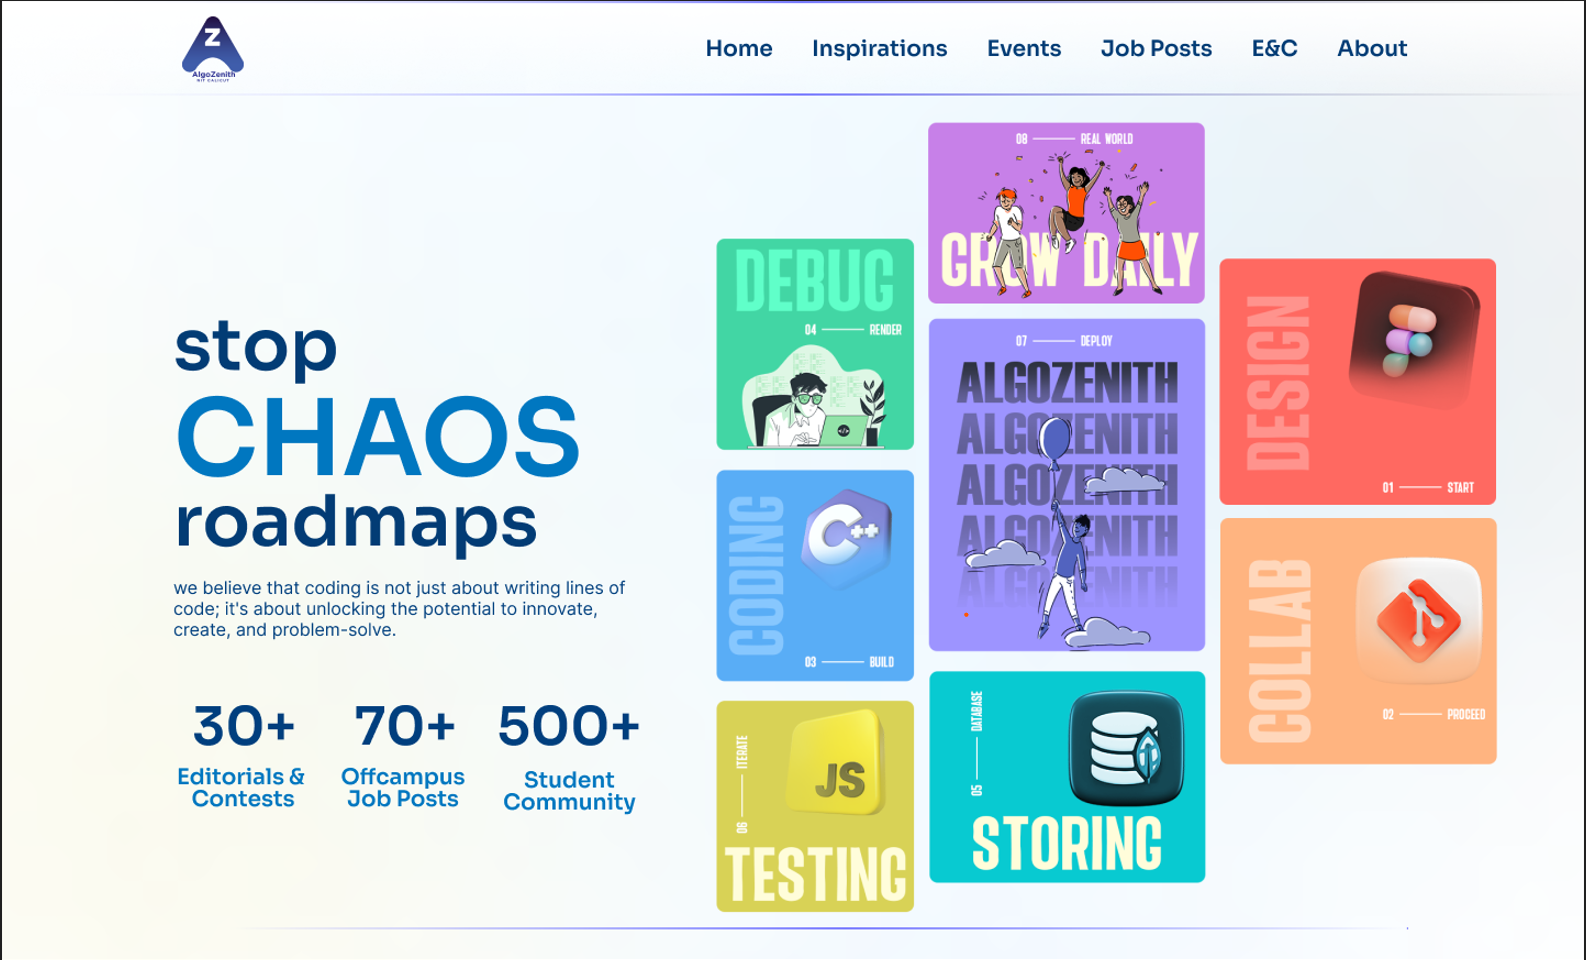 Z
AlgoZenith
NIT CALICUT
Home
Inspirations
Events
Job Posts
E&C
About
stop
CHAOS
roadmaps
we believe that coding is not just about writing lines of
code; it's about unlocking the potential to innovate,
create, and problem-solve.
30+
Editorials &
Contests
70+
Offcampus
Job Posts
500+
Student
Community
DEBUG
04 RENDER
</>
CODING
C++
03 BUILD
JS
06 ITERATE
TESTING
08 REAL WORLD
GROW DAILY
07 DEPLOY
ALGOZENITH
ALGOZENITH
ALGOZENITH
ALGOZENITH
ALGOZENITH
05 DATABASE
STORING
DESIGN
01 START
COLLAB
02 PROCEED